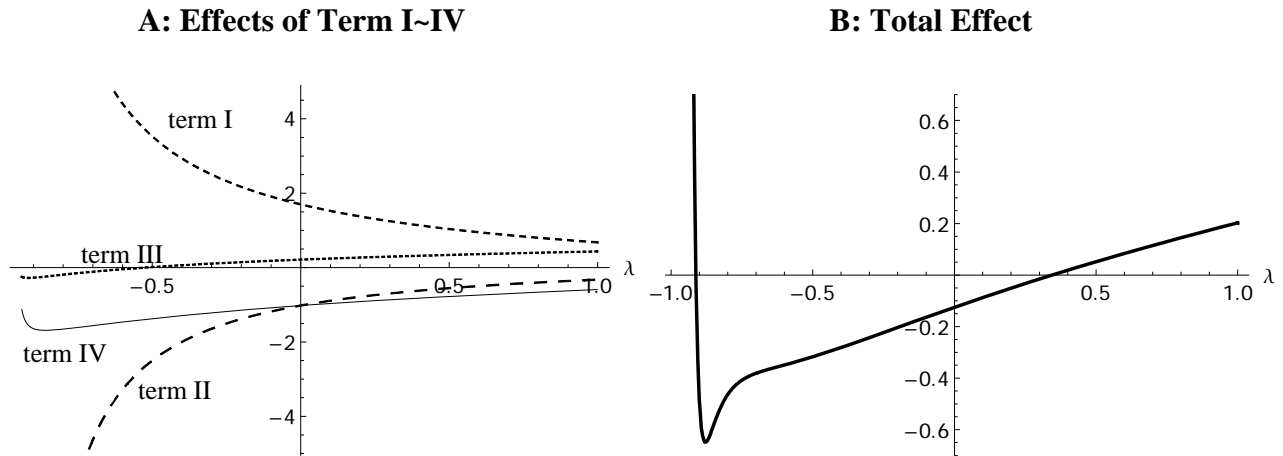 A: Effects of Term I~IV
B: Total Effect
term I
term III
term IV
term II
4
2
−2
−4
−0.5
0.5
1.0
λ
0.6
0.4
0.2
−0.2
−0.4
−0.6
−1.0
−0.5
0.5
1.0
λ